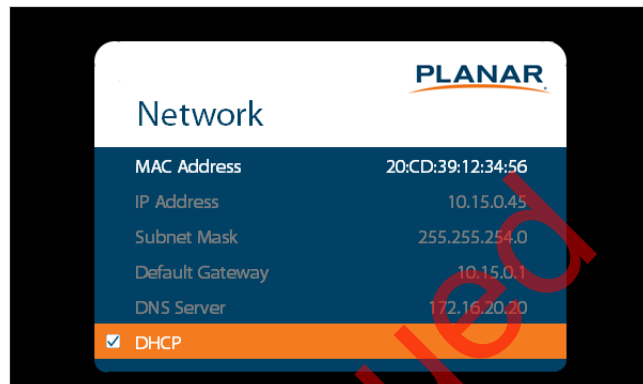 PLANAR
Network
MAC Address 20:CD:39:12:34:56
IP Address 10.15.0.45
Subnet Mask 255.255.254.0
Default Gateway 10.15.0.1
DNS Server 172.16.20.20
DHCP